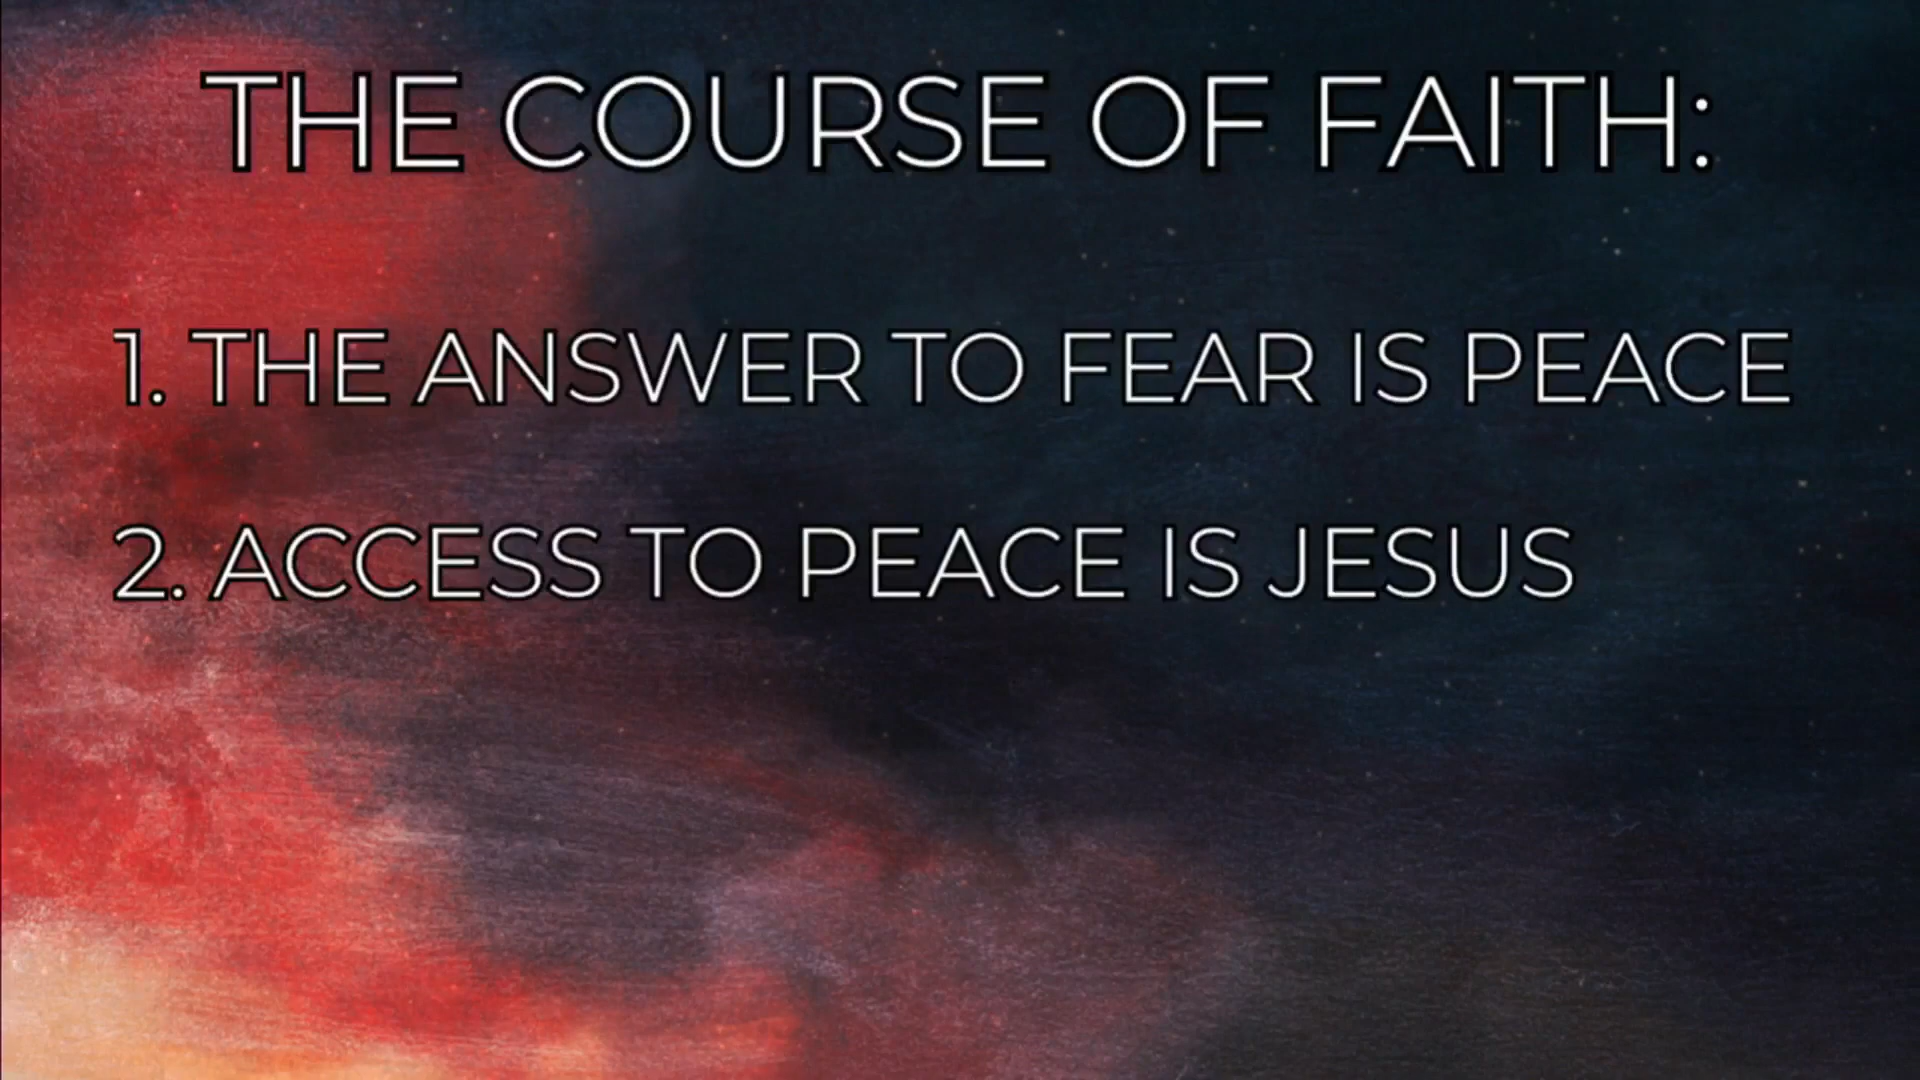 THE COURSE OF FAITH:
1. THE ANSWER TO FEAR IS PEACE
2. ACCESS TO PEACE IS JESUS